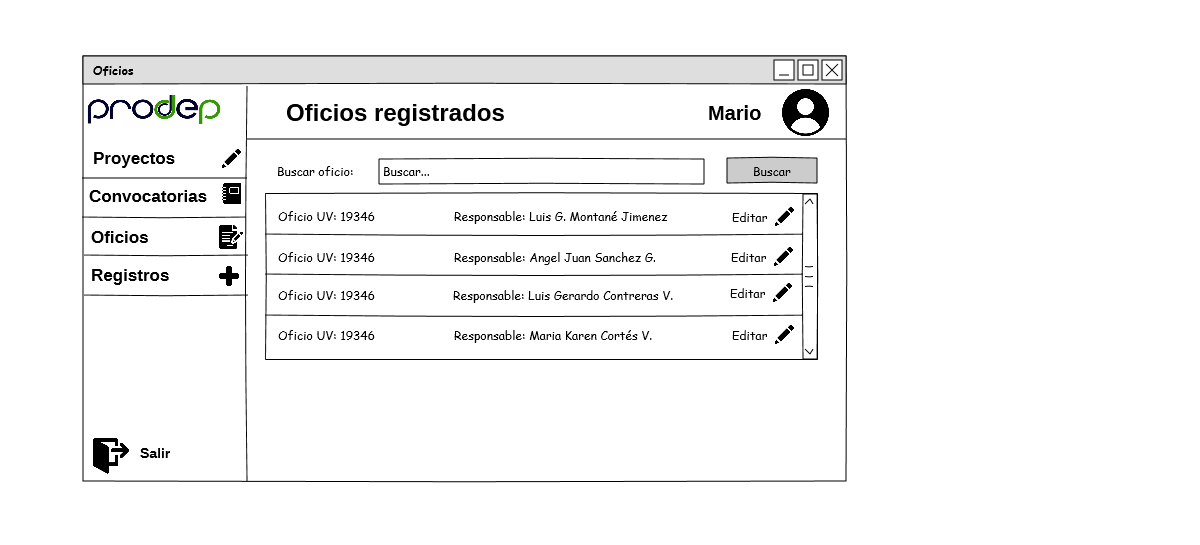 Oficios
prodep
Oficios registrados
Mario
Proyectos
Convocatorias
Oficios
Registros
Salir
Buscar oficio:
Buscar...
Buscar
Oficio UV: 19346 Responsable: Luis G. Montané Jimenez Editar
Oficio UV: 19346 Responsable: Angel Juan Sanchez G. Editar
Oficio UV: 19346 Responsable: Luis Gerardo Contreras V. Editar
Oficio UV: 19346 Responsable: Maria Karen Cortés V. Editar